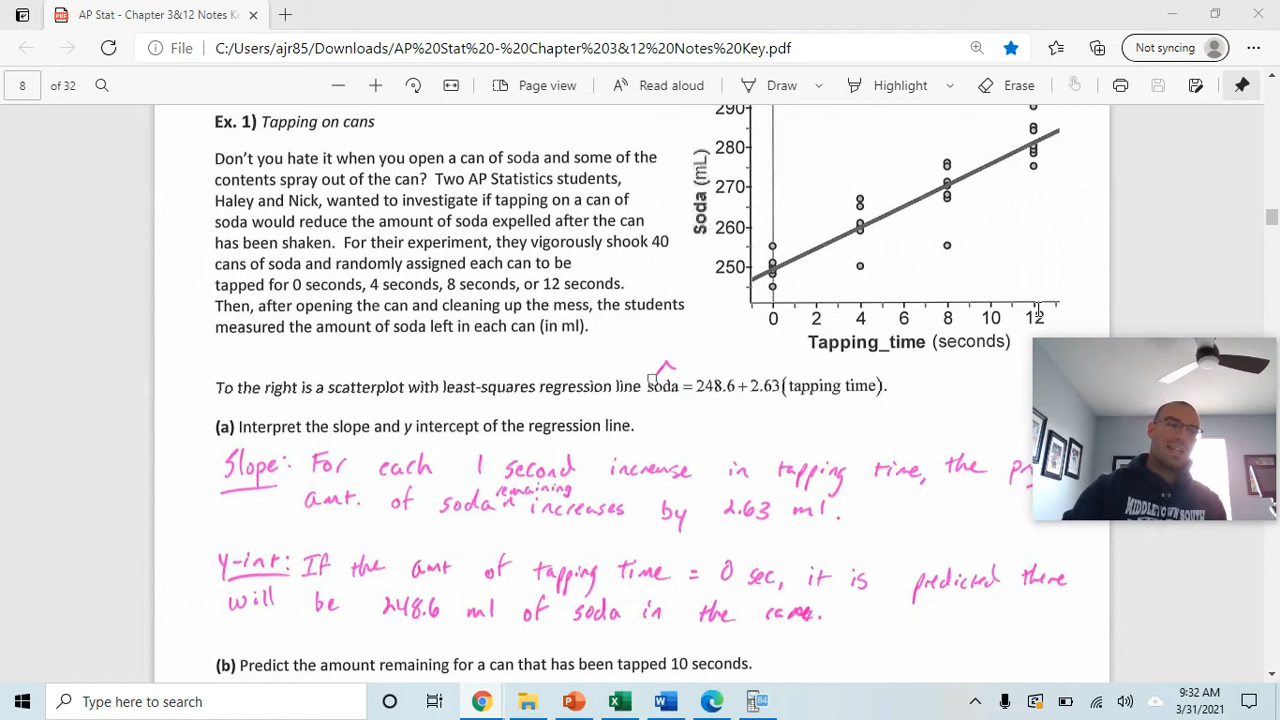 AP Stat - Chapter 3&12 Notes Ke
File
C:/Users/ajr85/Downloads/AP%20Stat%20-%20Chapter%203&12%20Notes%20Key.pdf
Not syncing
8 of 32
Page view
Read aloud
Draw
Highlight
Erase
Ex. 1) Tapping on cans
Don't you hate it when you open a can of soda and some of the
contents spray out of the can? Two AP Statistics students,
Haley and Nick, wanted to investigate if tapping on a can of
soda would reduce the amount of soda expelled after the can
has been shaken. For their experiment, they vigorously shook 40
cans of soda and randomly assigned each can to be
tapped for 0 seconds, 4 seconds, 8 seconds, or 12 seconds.
Then, after opening the can and cleaning up the mess, the students
measured the amount of soda left in each can (in ml).
Soda (mL)
290
280
270
260
250
0 2 4 6 8 10 12
Tapping_time (seconds)
To the right is a scatterplot with least-squares regression line soda = 248.6 + 2.63(tapping time).
(a) Interpret the slope and y intercept of the regression line.
Slope: For each 1 second increase in tapping time, the
amt. of soda remaining increases by 2.63 ml.
y-int: If the amt of tapping time = 0 sec, it is predicted there
will be 248.6 ml of soda in the can.
(b) Predict the amount remaining for a can that has been tapped 10 seconds.
MIDDLETOWN SOUTH
Type here to search
9:32 AM
3/31/2021